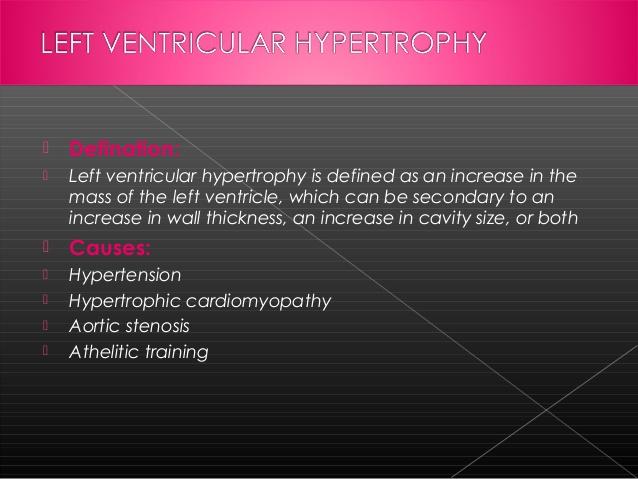 LEFT VENTRICULAR HYPERTROPHY
Defination:
Left ventricular hypertrophy is defined as an increase in the
mass of the left ventricle, which can be secondary to an
increase in wall thickness, an increase in cavity size, or both
Causes:
Hypertension
Hypertrophic cardiomyopathy
Aortic stenosis
Athelitic training